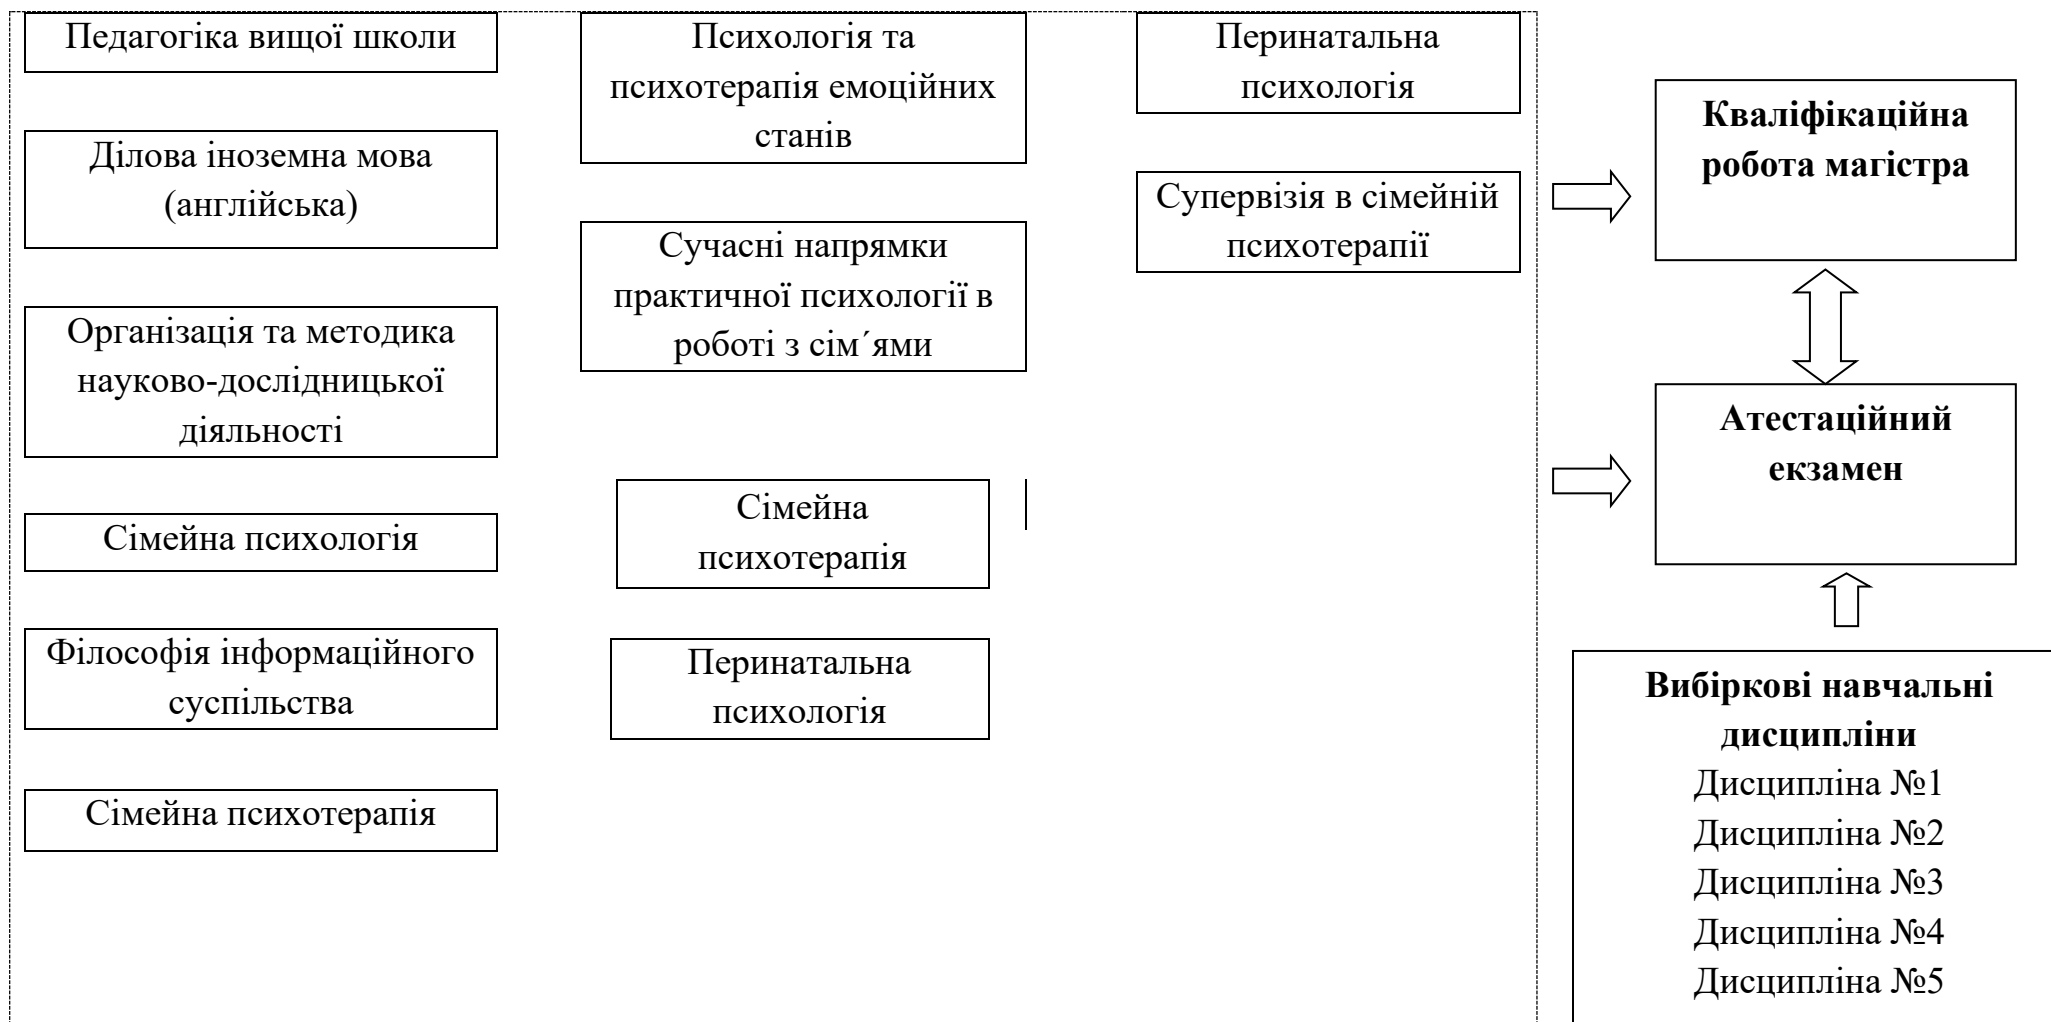 Педагогіка вищої школи
Ділова іноземна мова
(англійська)
Організація та методика
науково-дослідницької
діяльності
Сімейна психологія
Філософія інформаційного
суспільства
Сімейна психотерапія
Психологія та
психотерапія емоційних
станів
Сучасні напрямки
практичної психології в
роботі з сім´ями
Сімейна
психотерапія
Перинатальна
психологія
Перинатальна
психологія
Супервізія в сімейній
психотерапії
Кваліфікаційна
робота магістра
Атестаційний
екзамен
Вибіркові навчальні
дисципліни
Дисципліна №1
Дисципліна №2
Дисципліна №3
Дисципліна №4
Дисципліна №5